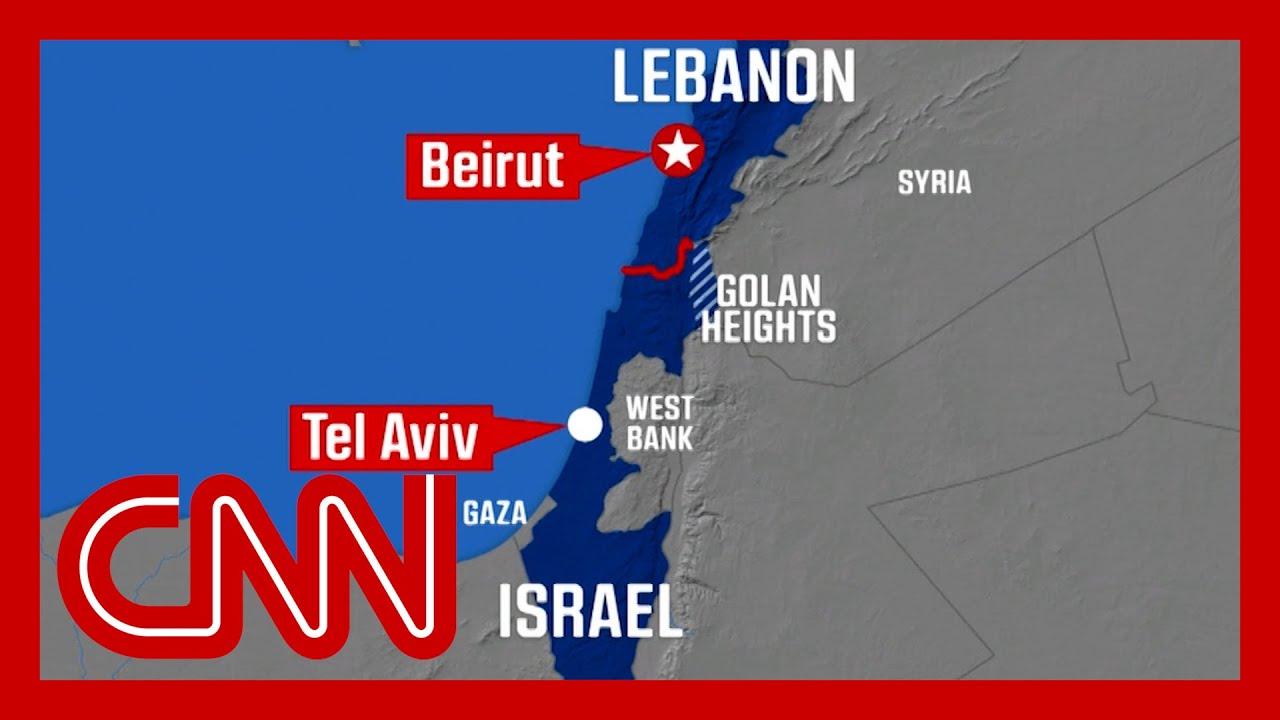 LEBANON
Beirut
SYRIA
GOLAN
HEIGHTS
WEST
BANK
Tel Aviv
GAZA
CNN
ISRAEL